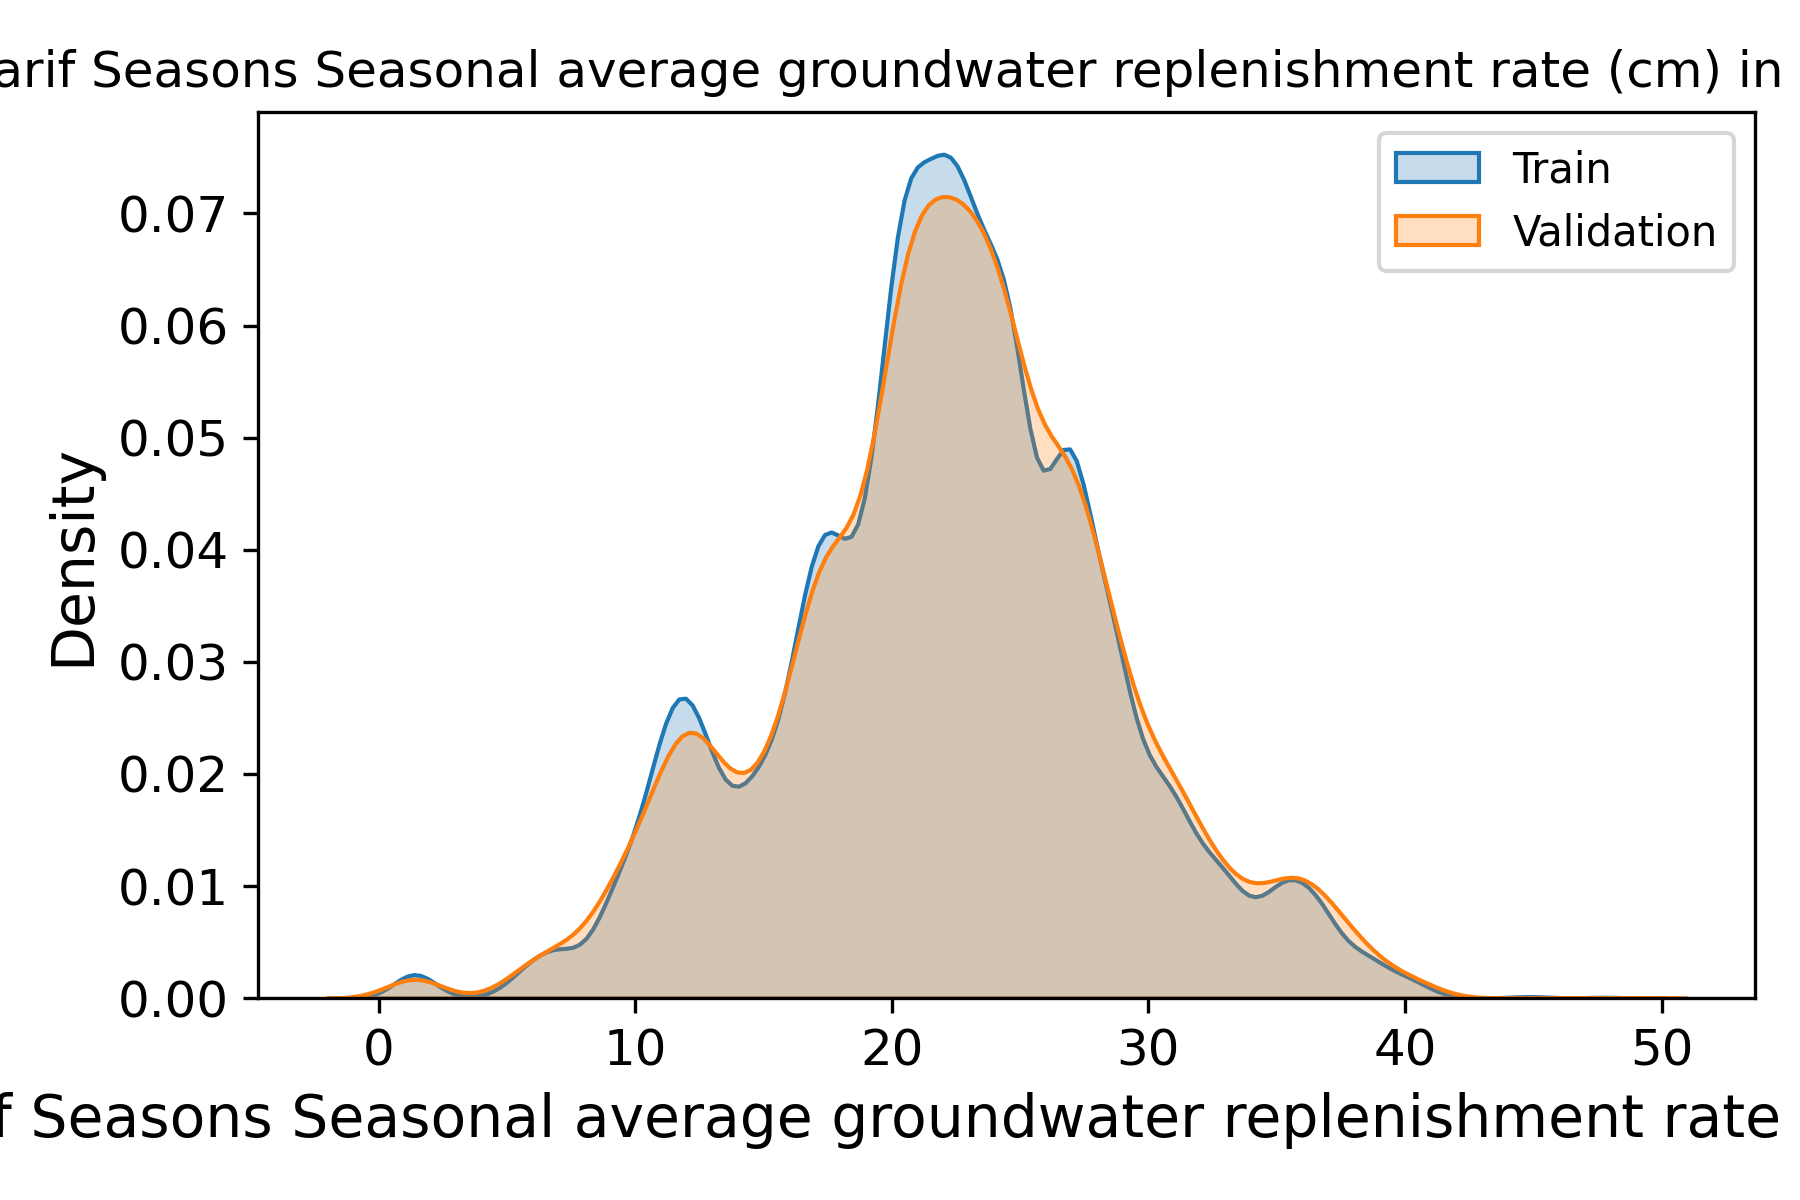 Seasons Seasonal average groundwater replenishment rate (cm) in
Train
Validation
Density
0.07
0.06
0.05
0.04
0.03
0.02
0.01
0.00
0 10 20 30 40 50
Seasons Seasonal average groundwater replenishment rate